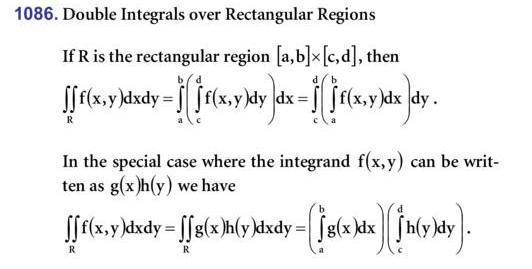 1086. Double Integrals over Rectangular Regions
If R is the rectangular region [a,b]×[c,d], then
∬_R f(x,y)dxdy = ∫_a^b (∫_c^d f(x,y)dy)dx = ∫_c^d (∫_a^b f(x,y)dx)dy.
In the special case where the integrand f(x,y) can be writ-
ten as g(x)h(y) we have
∬_R f(x,y)dxdy = ∬_R g(x)h(y)dxdy = (∫_a^b g(x)dx)(∫_c^d h(y)dy).